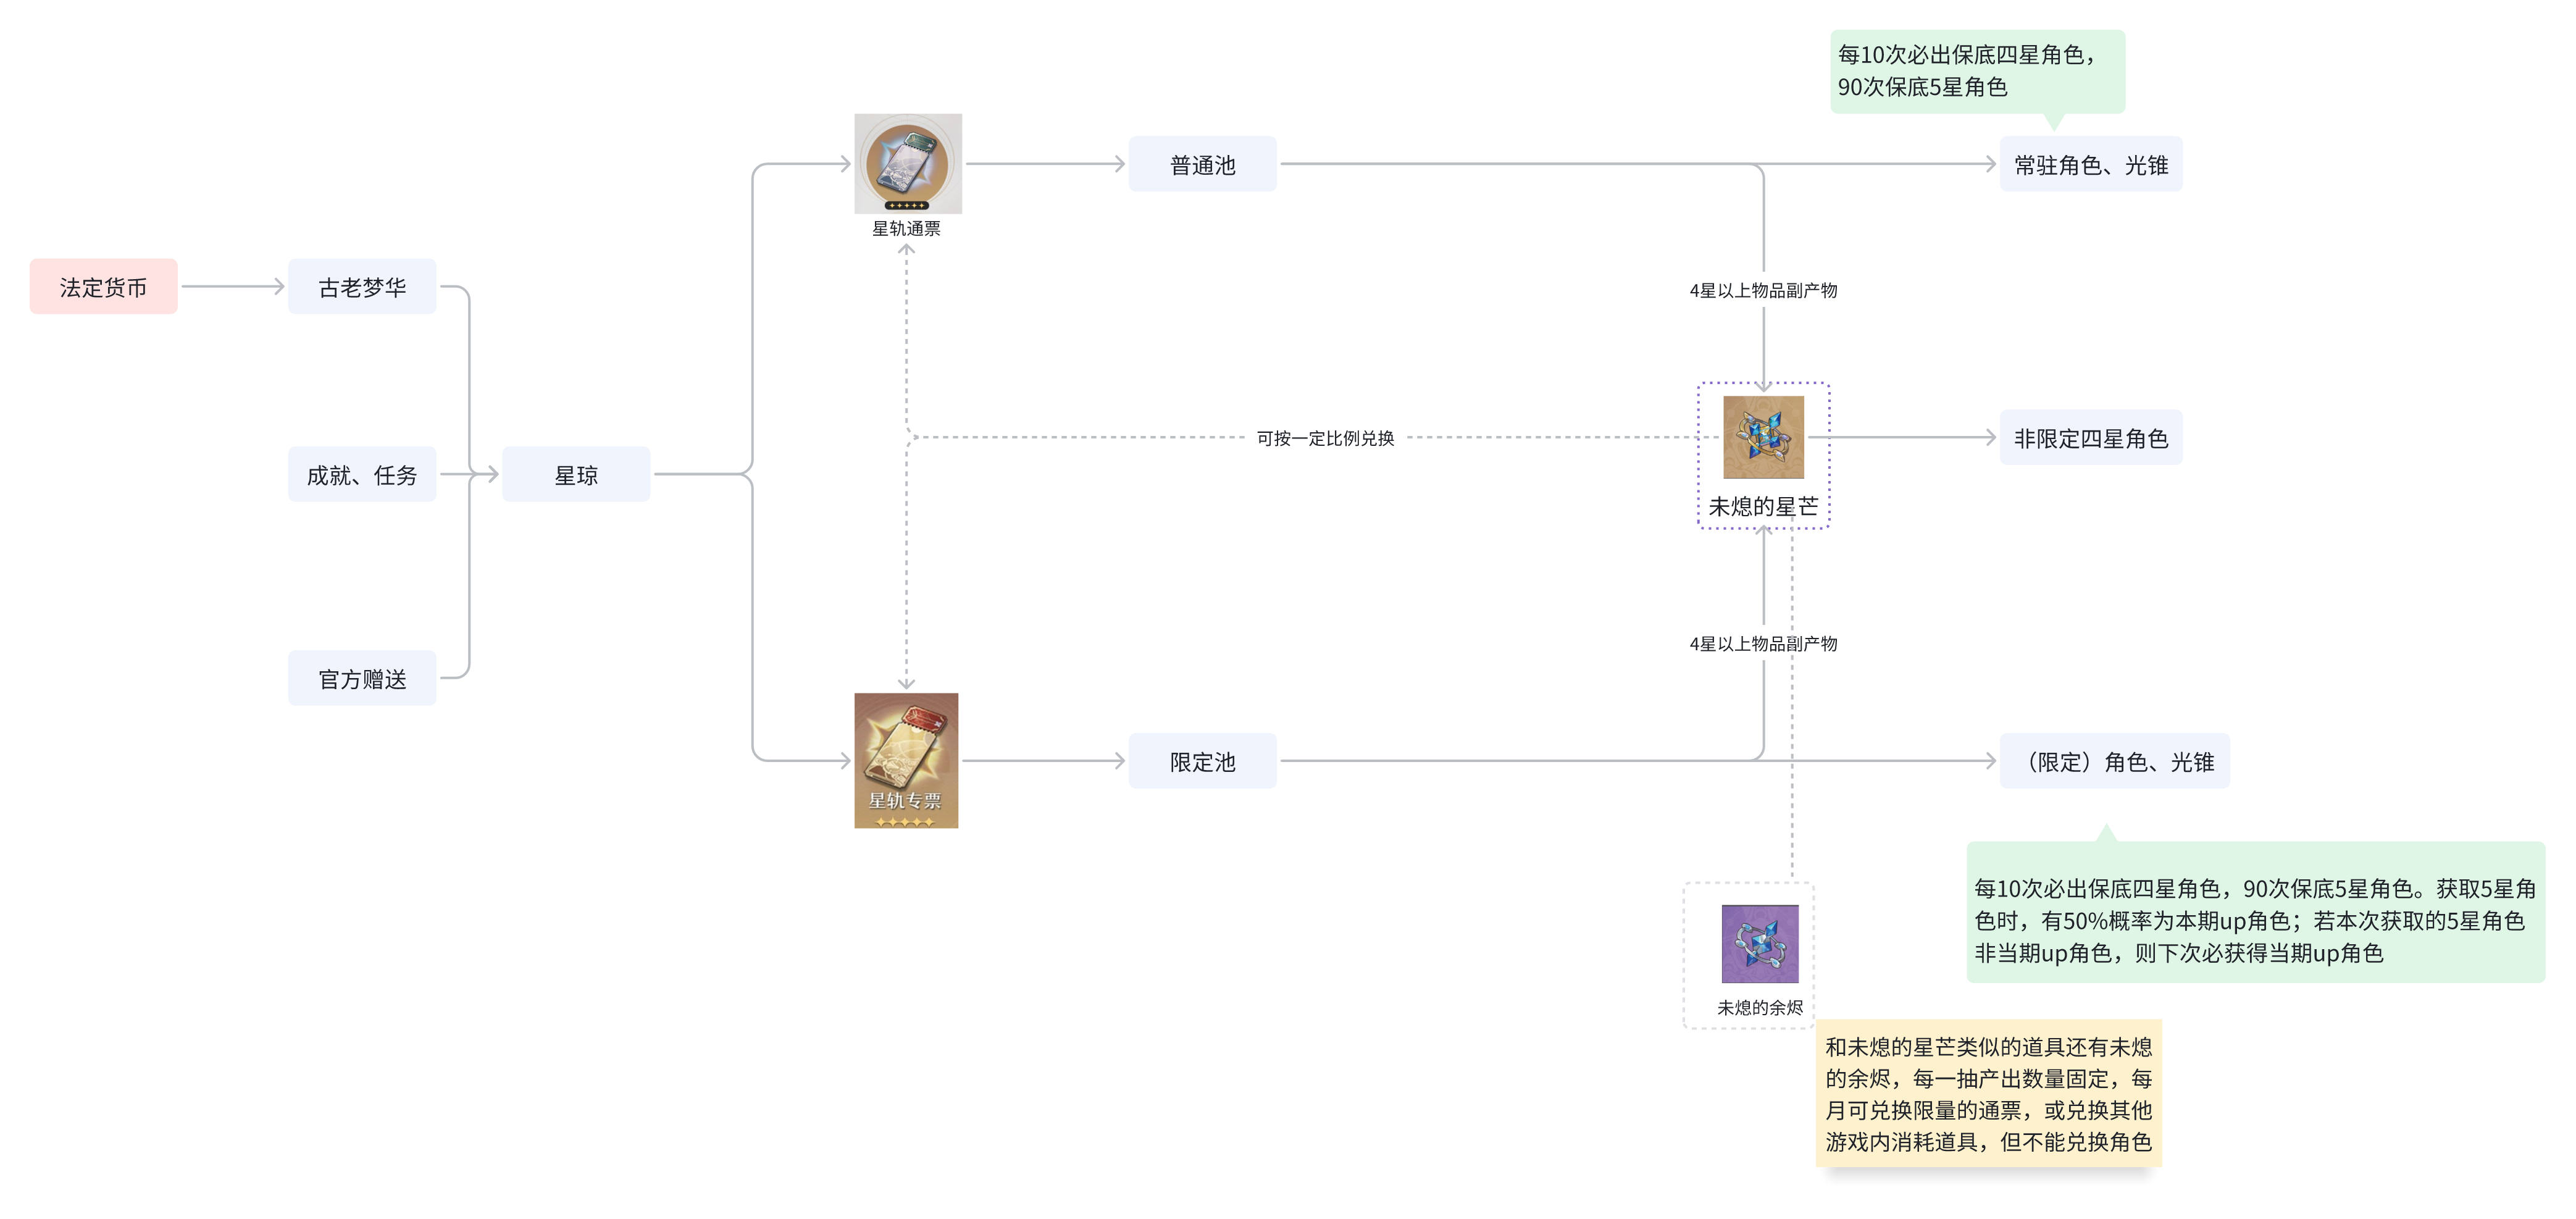 每10次必出保底四星角色，
90次保底5星角色
星轨通票
普通池
常驻角色、光锥
法定货币
古老梦华
4星以上物品副产物
可按一定比例兑换
未熄的星芒
非限定四星角色
成就、任务
星琼
4星以上物品副产物
官方赠送
星轨专票
限定池
（限定）角色、光锥
每10次必出保底四星角色，90次保底5星角色。获取5星角
色时，有50%概率为本期up角色；若本次获取的5星角色
非当期up角色，则下次必获得当期up角色
未熄的余烬
和未熄的星芒类似的道具还有未熄
的余烬，每一抽产出数量固定，每
月可兑换限量的通票，或兑换其他
游戏内消耗道具，但不能兑换角色